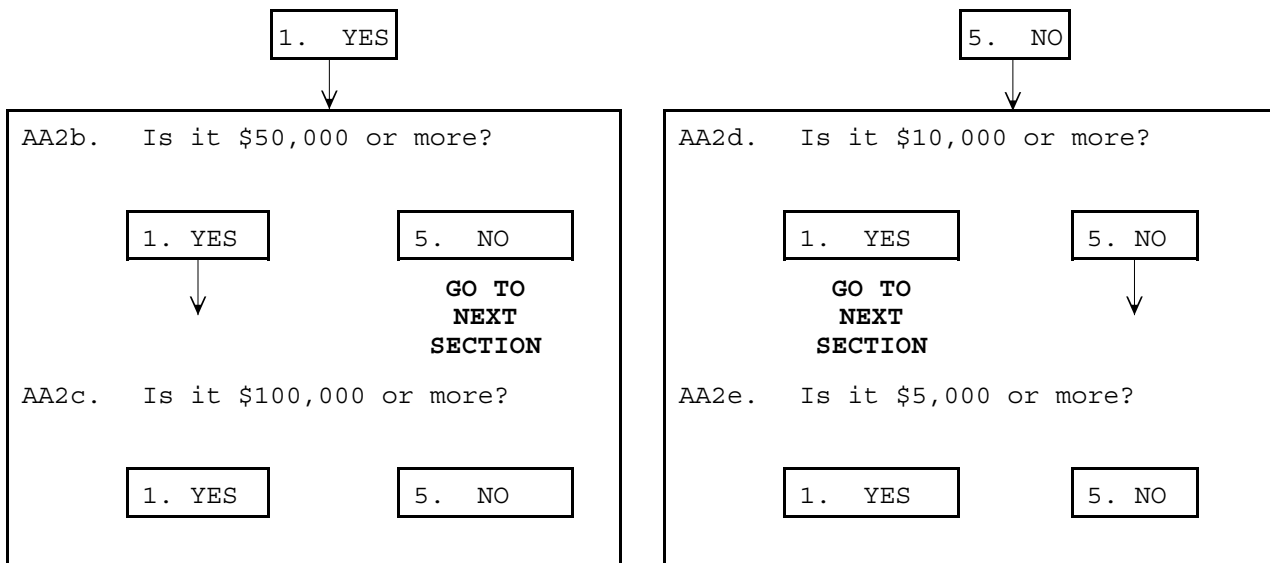 1. YES
5. NO
AA2b. Is it $50,000 or more?
1. YES
5. NO
GO TO
NEXT
SECTION
AA2c. Is it $100,000 or more?
1. YES
5. NO
AA2d. Is it $10,000 or more?
1. YES
5. NO
GO TO
NEXT
SECTION
AA2e. Is it $5,000 or more?
1. YES
5. NO